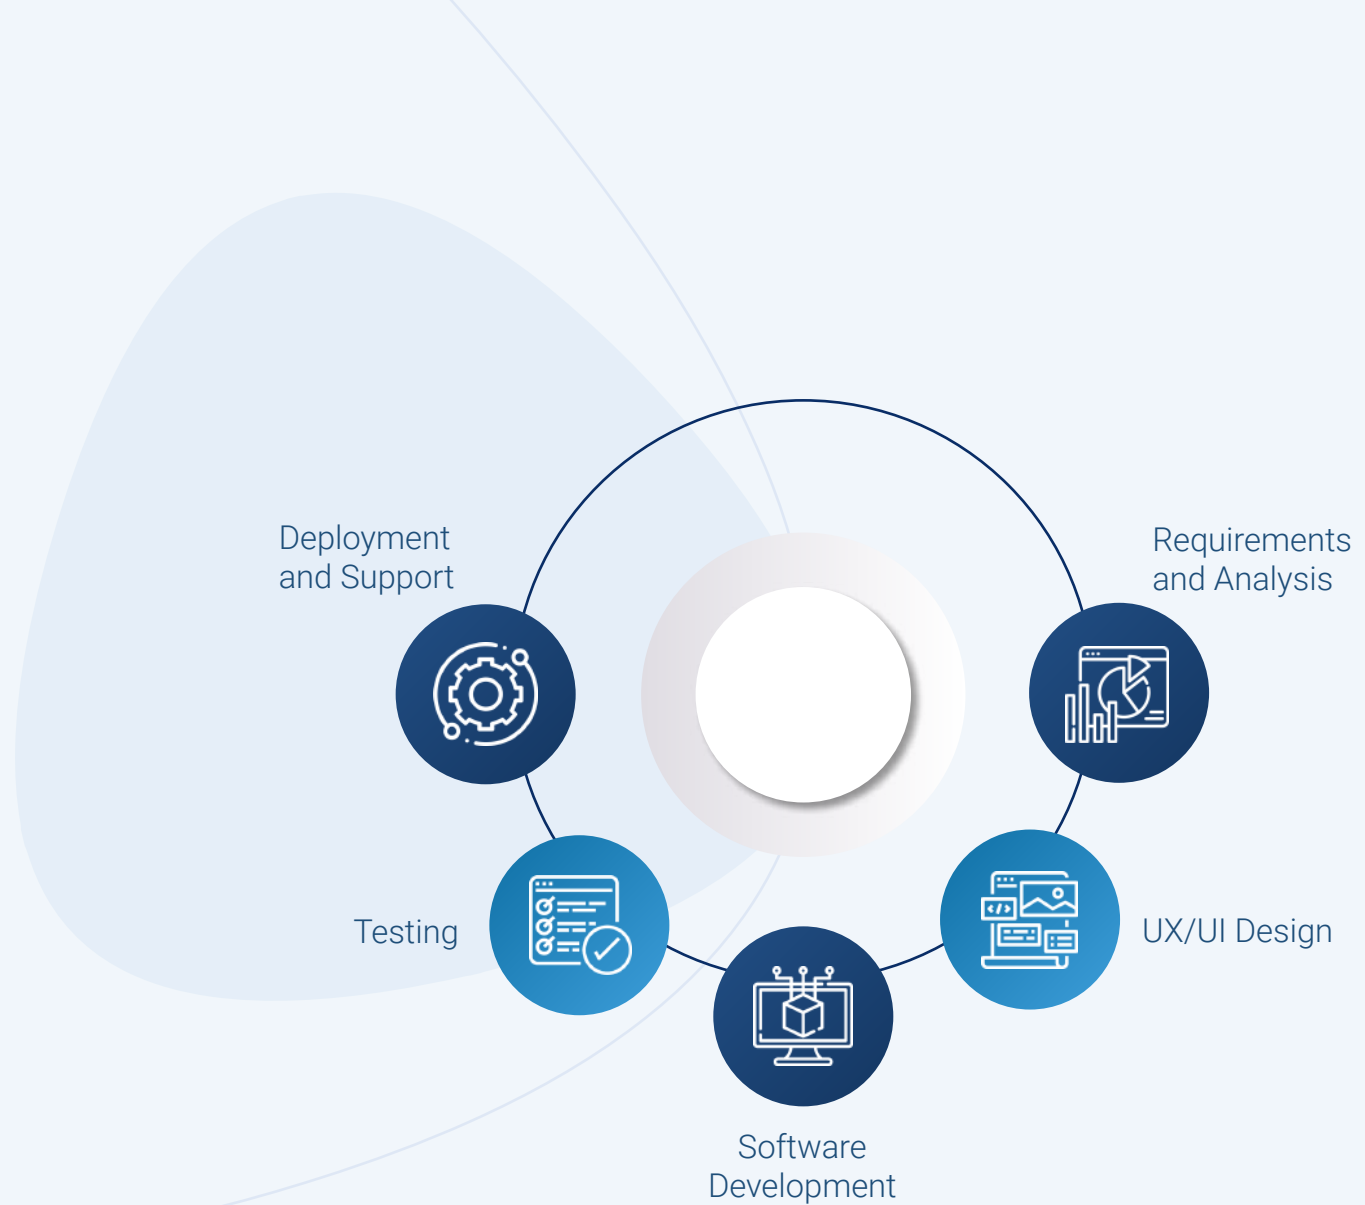 Deployment
and Support
Requirements
and Analysis
Testing
UX/UI Design
Software
Development